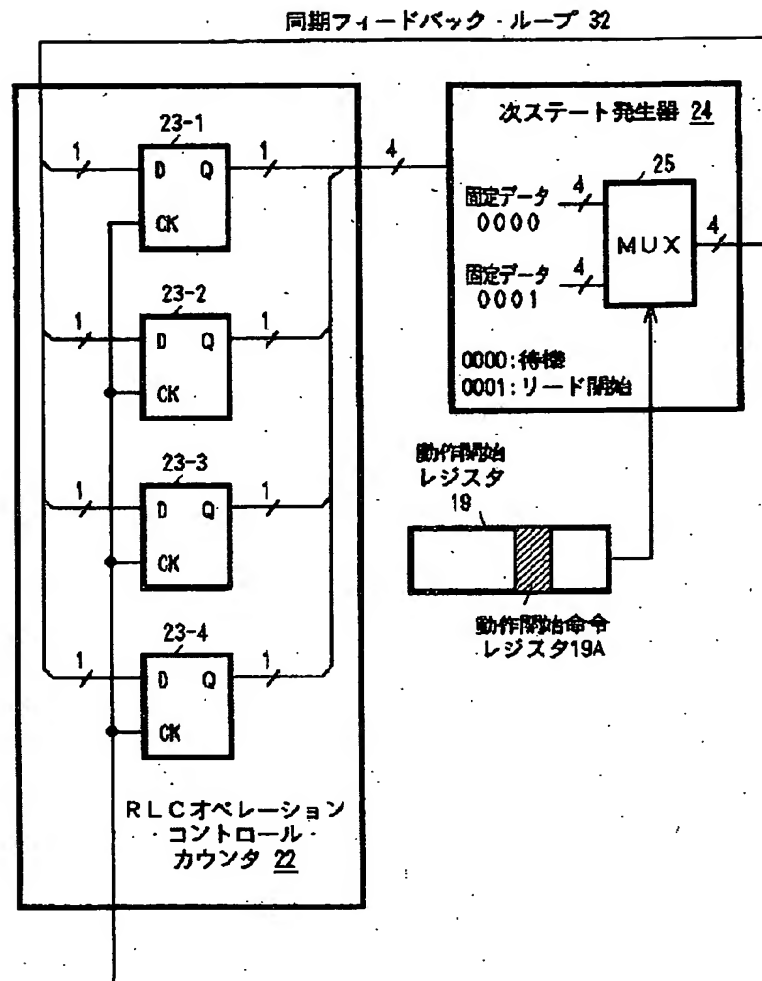 同期フィードバック・ループ 32
23-1
1
D Q
1
CK
4
23-2
1
D Q
1
CK
23-3
1
D Q
1
CK
23-4
1
D Q
1
CK
RLCオペレーション
コントロール
カウンタ 22
次ステート発生器 24
25
固定データ
0000
4
MUX
4
固定データ
0001
4
0000:待機
0001:リード開始
動作開始
レジスタ
19
動作開始命令
レジスタ19A